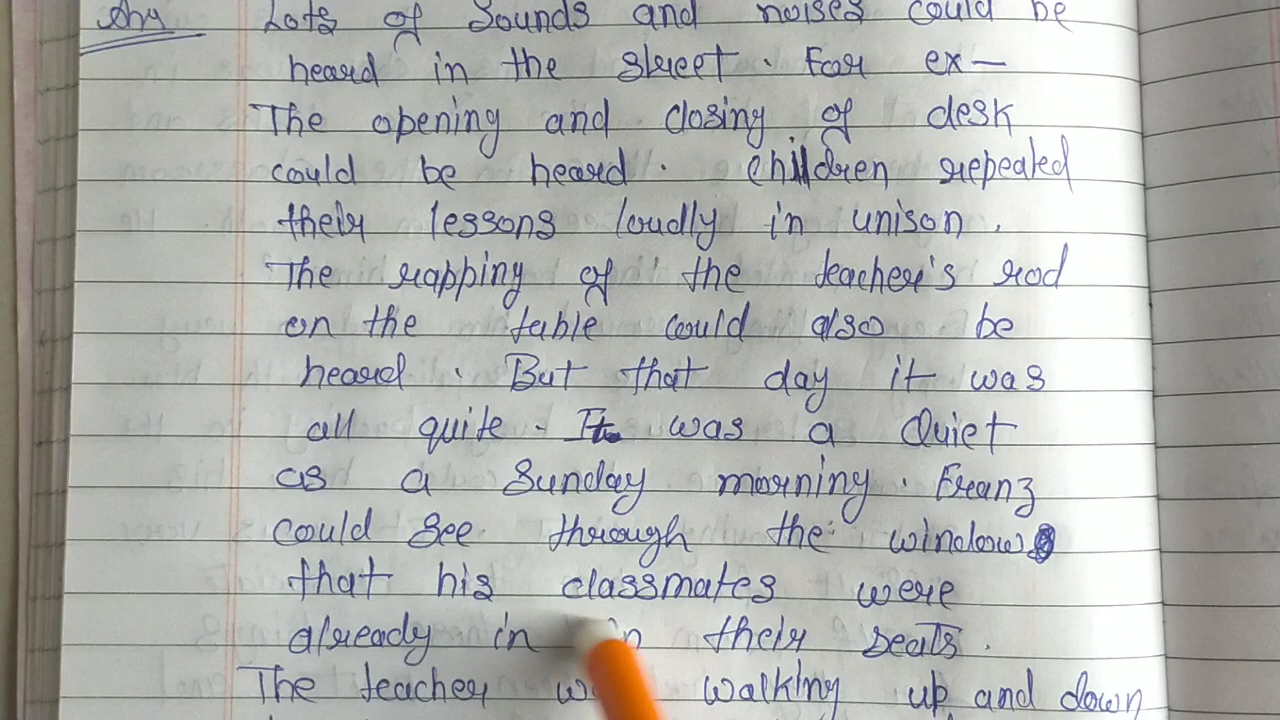 Ans Lots of Sounds and noises could be
heard in the street. For ex-
The opening and closing of desk
could be heard. Children repeated
their lessons loudly in unison.
The rapping of the teacher's rod
on the table could also be
heard. But that day it was
all quite. It was a Quiet
as a Sunday morning. Franz
could see through the window
that his classmates were
already in in their seats.
The teacher walking up and down